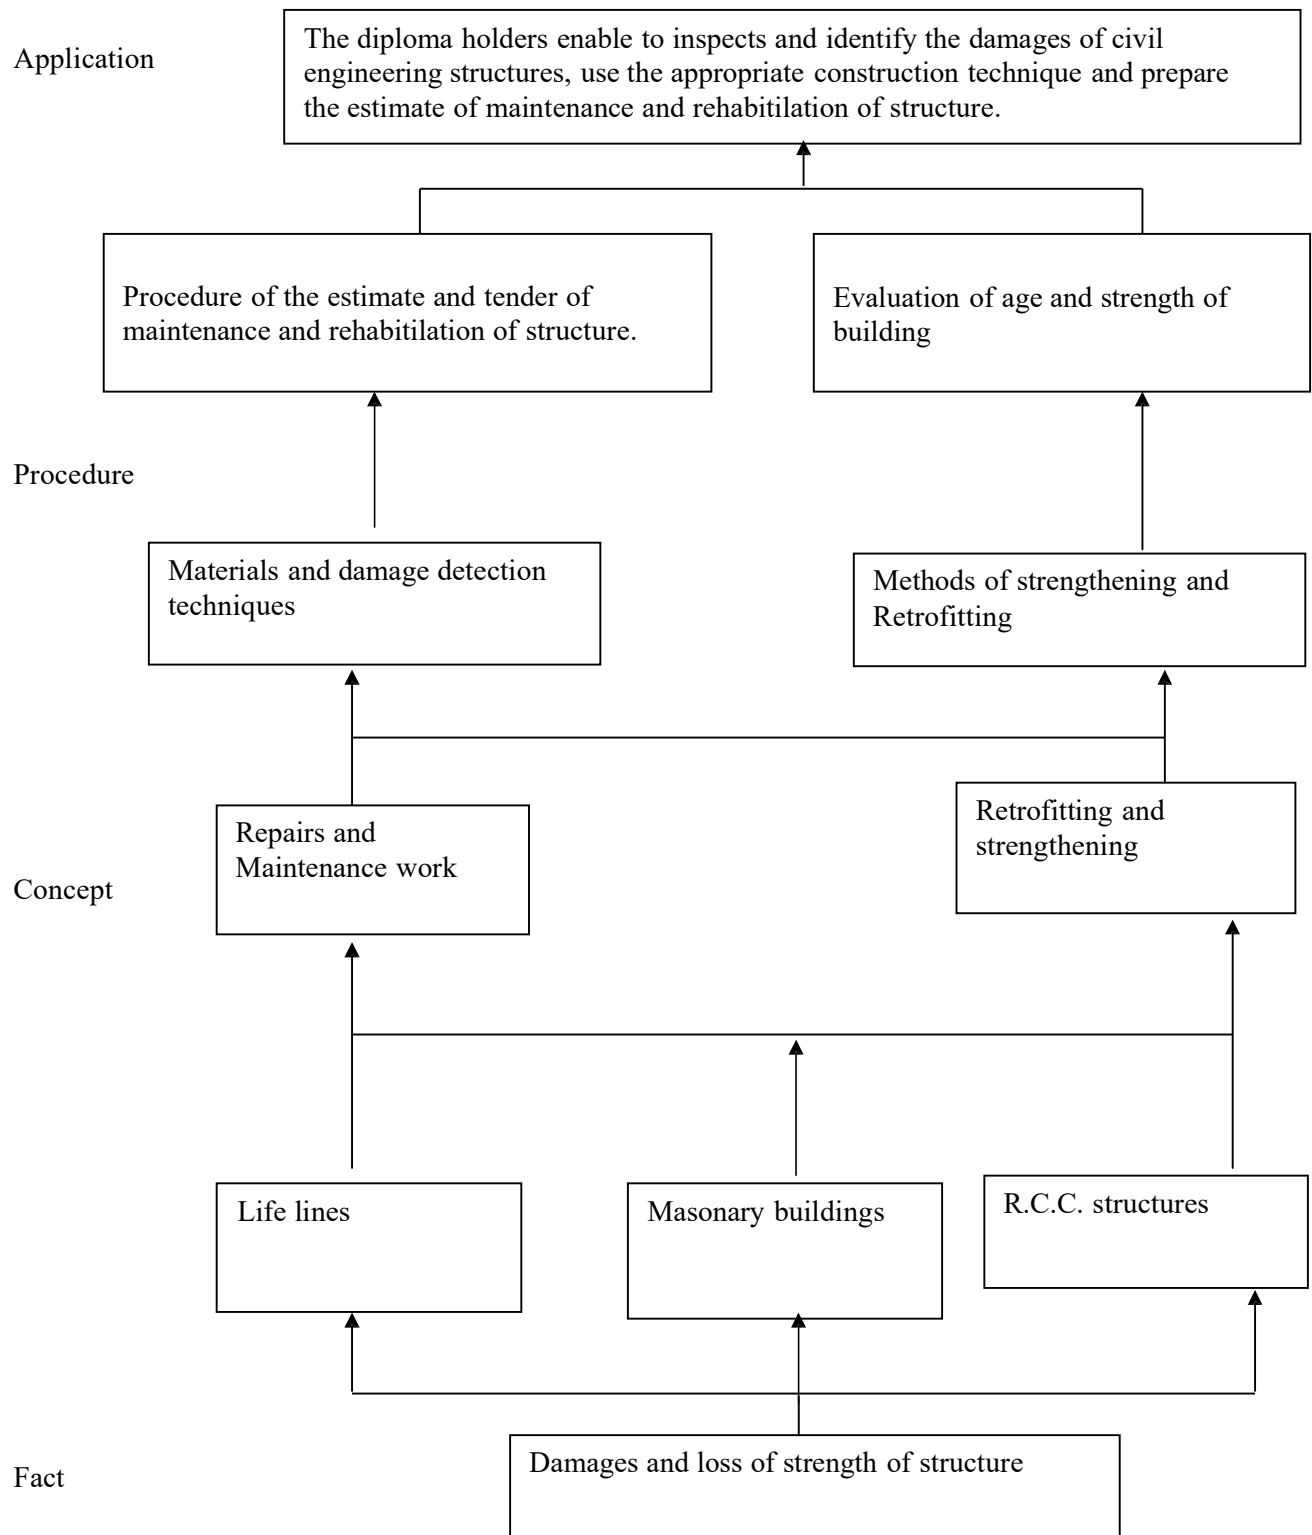 Application
The diploma holders enable to inspects and identify the damages of civil
engineering structures, use the appropriate construction technique and prepare
the estimate of maintenance and rehabitilation of structure.
Procedure of the estimate and tender of
maintenance and rehabitilation of structure.
Evaluation of age and strength of
building
Procedure
Materials and damage detection
techniques
Methods of strengthening and
Retrofitting
Repairs and
Maintenance work
Retrofitting and
strengthening
Concept
Life lines
Masonary buildings
R.C.C. structures
Damages and loss of strength of structure
Fact